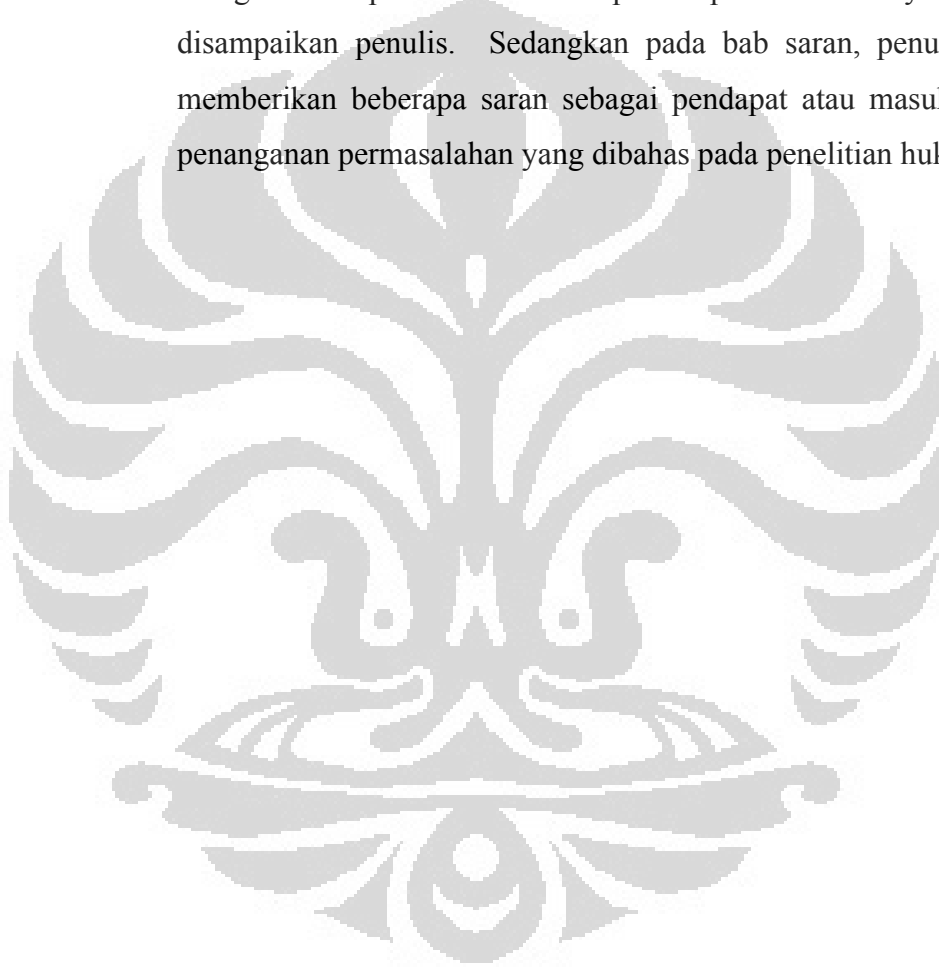 disampaikan penulis. Sedangkan pada bab saran,
memberikan beberapa saran sebagai pendapat atau
penanganan permasalahan yang dibahas pada penelitian